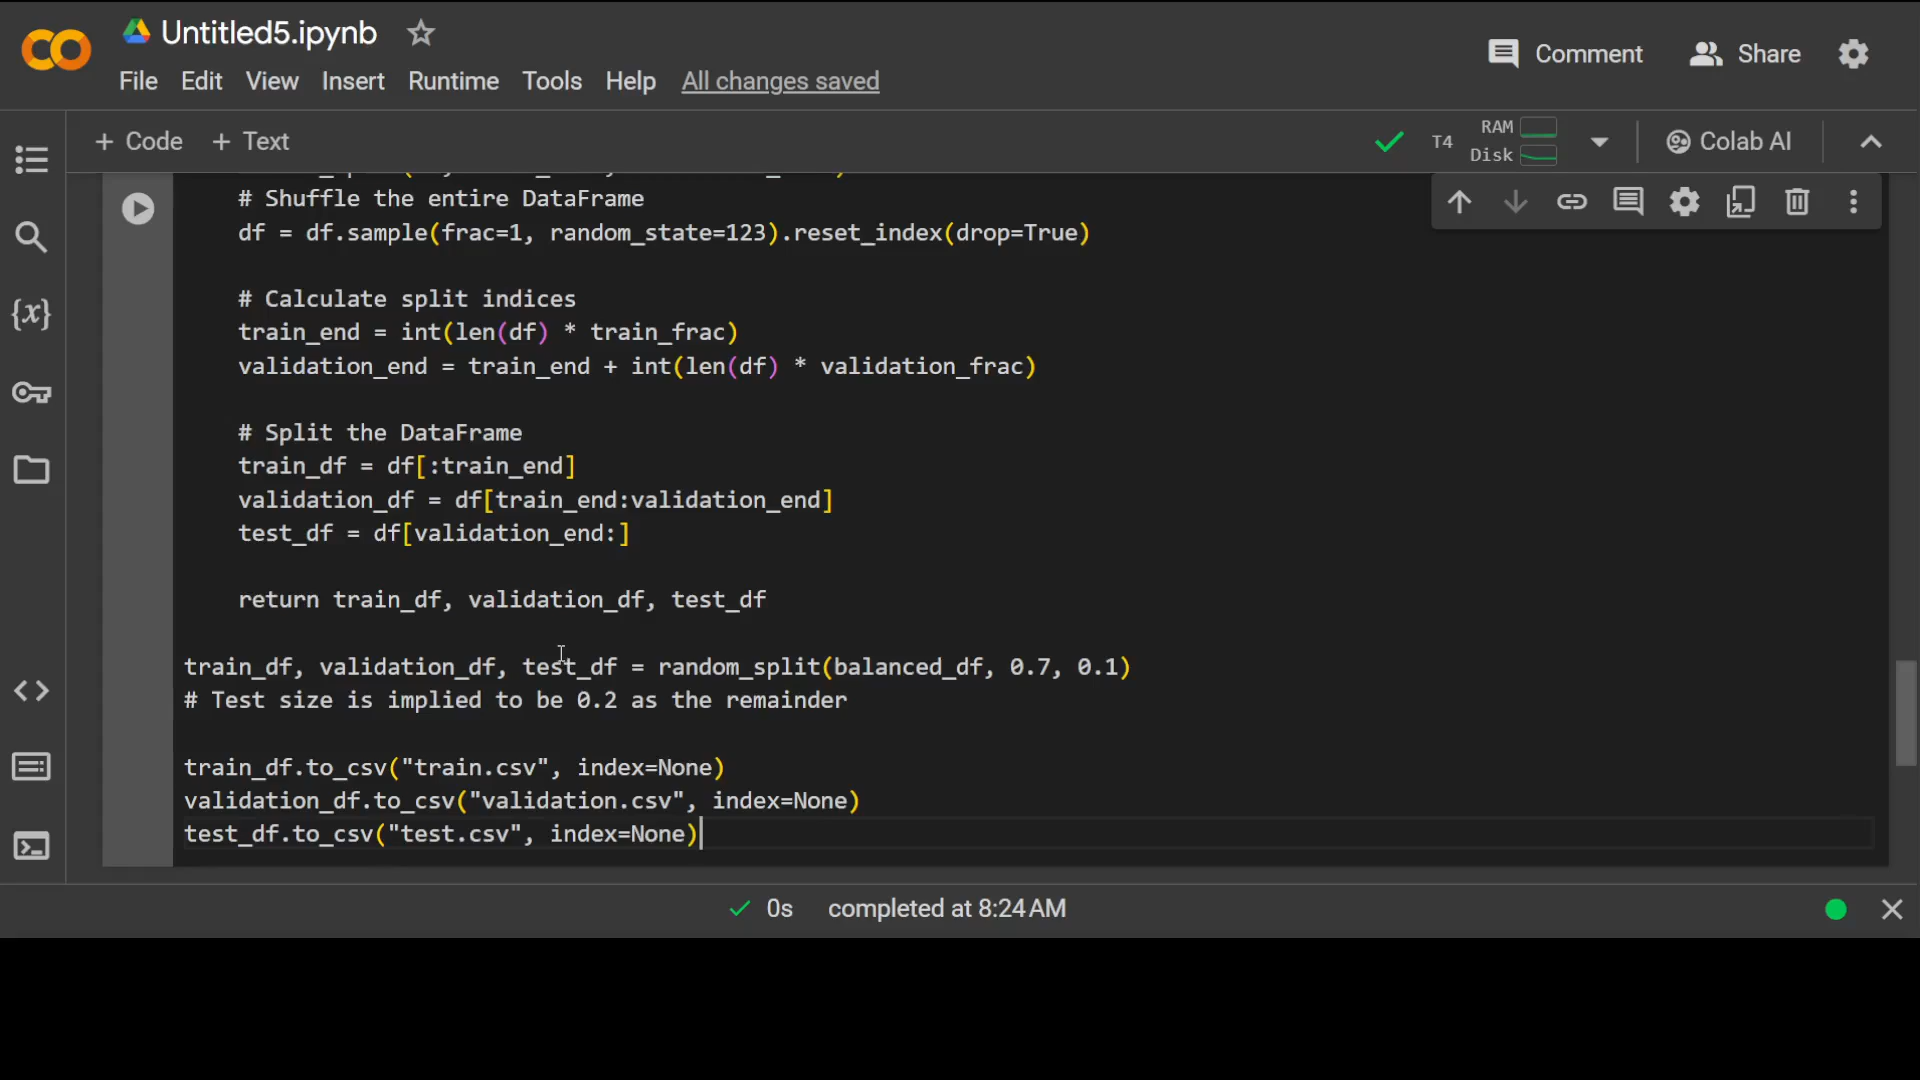 Untitled5.ipynb
File Edit View Insert Runtime Tools Help All changes saved
Comment Share
+ Code + Text
T4 RAM Disk Colab AI
# Shuffle the entire DataFrame
df = df.sample(frac=1, random_state=123).reset_index(drop=True)
# Calculate split indices
train_end = int(len(df) * train_frac)
validation_end = train_end + int(len(df) * validation_frac)
# Split the DataFrame
train_df = df[:train_end]
validation_df = df[train_end:validation_end]
test_df = df[validation_end:]
return train_df, validation_df, test_df
train_df, validation_df, test_df = random_split(balanced_df, 0.7, 0.1)
# Test size is implied to be 0.2 as the remainder
train_df.to_csv("train.csv", index=None)
validation_df.to_csv("validation.csv", index=None)
test_df.to_csv("test.csv", index=None)
0s completed at 8:24 AM